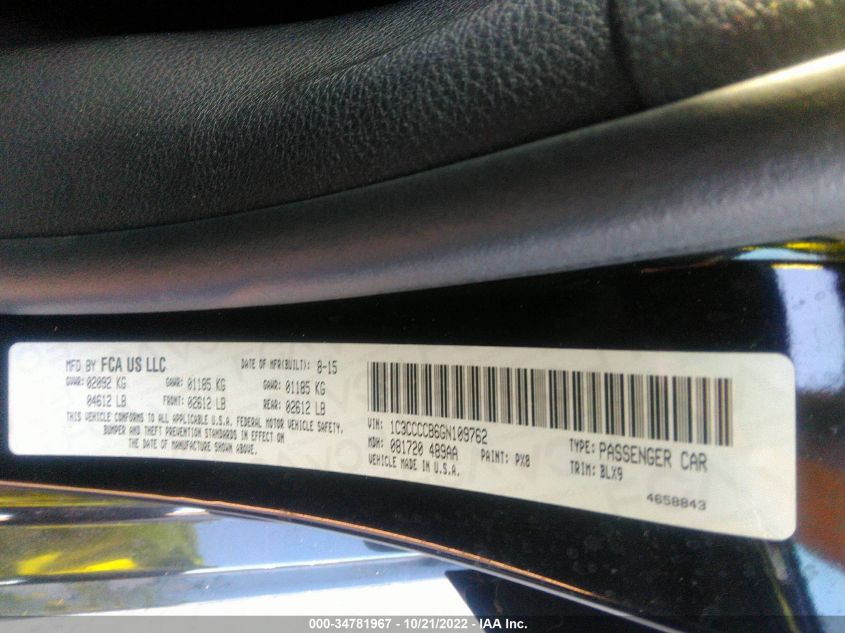 MFD BY FCA US LLC DATE OF MFR(BUILT): 8-15
GVWR: 02092 KG GAWR: 01185 KG GAWR: 01185 KG
04612 LB FRONT: 02612 LB REAR: 02612 LB
THIS VEHICLE CONFORMS TO ALL APPLICABLE U.S.A. FEDERAL MOTOR VEHICLE SAFETY,
BUMPER AND THEFT PREVENTION STANDARDS IN EFFECT ON
THE DATE OF MANUFACTURE SHOWN ABOVE.
VIN: 1C3CCCCB6GN109762 TYPE: PASSENGER CAR
MDH: 081720 489AA PAINT: PX8 TRIM: BLX9
VEHICLE MADE IN U.S.A.
4658843
000-34781967 - 10/21/2022 - IAA Inc.